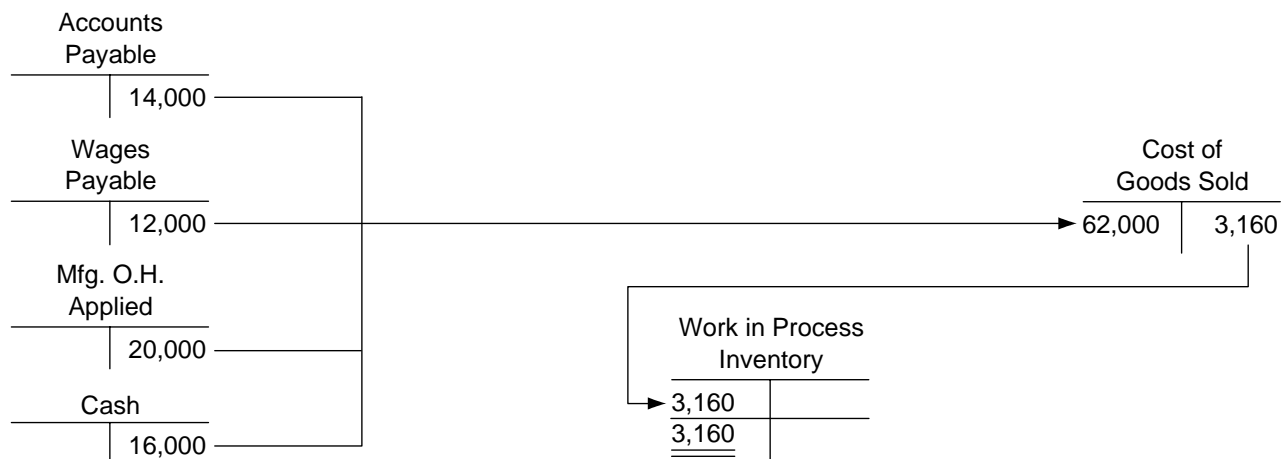 Accounts
Payable
14,000
Wages
Payable
12,000
Mfg. O.H.
Applied
20,000
Cash
16,000
Cost of
Goods Sold
62,000 3,160
Work in Process
Inventory
3,160
3,160